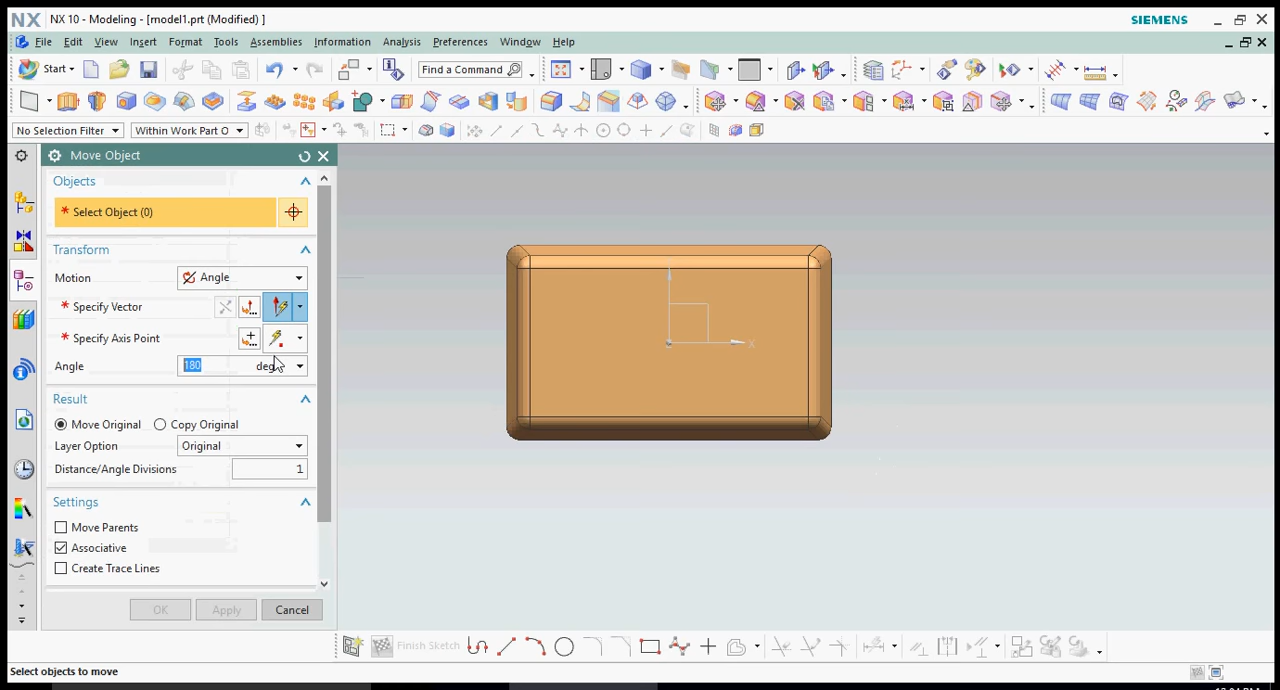 NX NX 10 - Modeling - [model1.prt (Modified) ] SIEMENS
File Edit View Insert Format Tools Assemblies Information Analysis Preferences Window Help
Start Find a Command
No Selection Filter Within Work Part O
Move Object
Objects
* Select Object (0)
Transform
Motion Angle
* Specify Vector
* Specify Axis Point
Angle 180 deg
Result
Move Original Copy Original
Layer Option Original
Distance/Angle Divisions 1
Settings
Move Parents
Associative
Create Trace Lines
OK Apply Cancel
X
Finish Sketch
Select objects to move